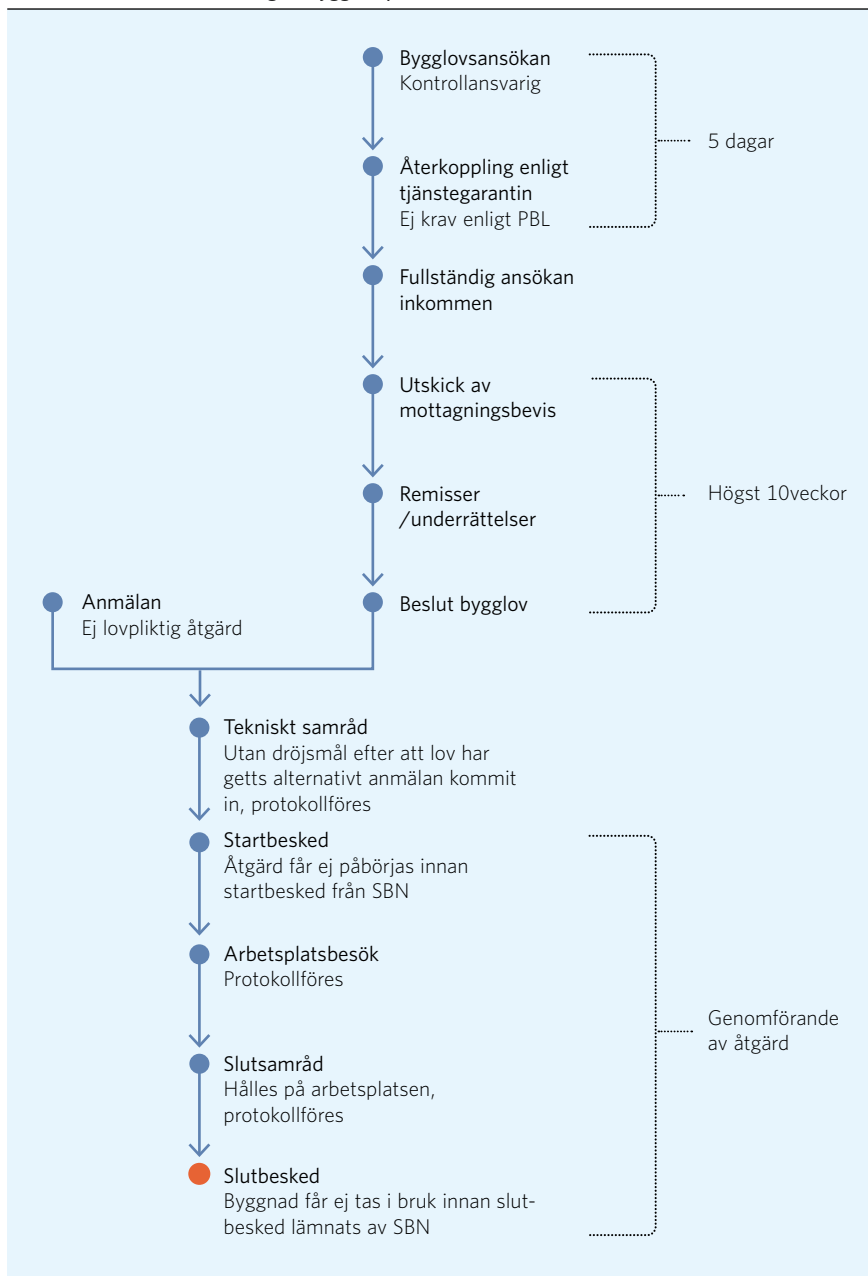 Bygglovsansökan
Kontrollansvarig
5 dagar
Återkoppling enligt
tjänstegarantin
Ej krav enligt PBL
Fullständig ansökan
inkommen
Utskick av
mottagningsbevis
Remisser
/underrättelser
Högst 10veckor
Anmälan
Ej lovpliktig åtgärd
Beslut bygglov
Tekniskt samråd
Utan dröjsmål efter att lov har
getts alternativt anmälan kommit
in, protokollföres
Startbesked
Åtgärd får ej påbörjas innan
startbesked från SBN
Arbetsplatsbesök
Protokollföres
Genomförande
av åtgärd
Slutsamråd
Hålles på arbetsplatsen,
protokollföres
Slutbesked
Byggnad får ej tas i bruk innan slut-
besked lämnats av SBN